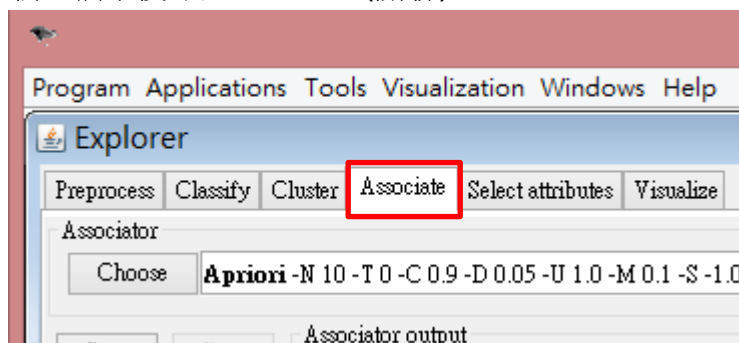 Program Applications Tools Visualization Windows Help
Explorer
Preprocess Classify Cluster Associate Select attributes Visualize
Associator
Choose Apriori -N 10 -T 0 -C 0.9 -D 0.05 -U 1.0 -M 0.1 -S -1.0
Associator output